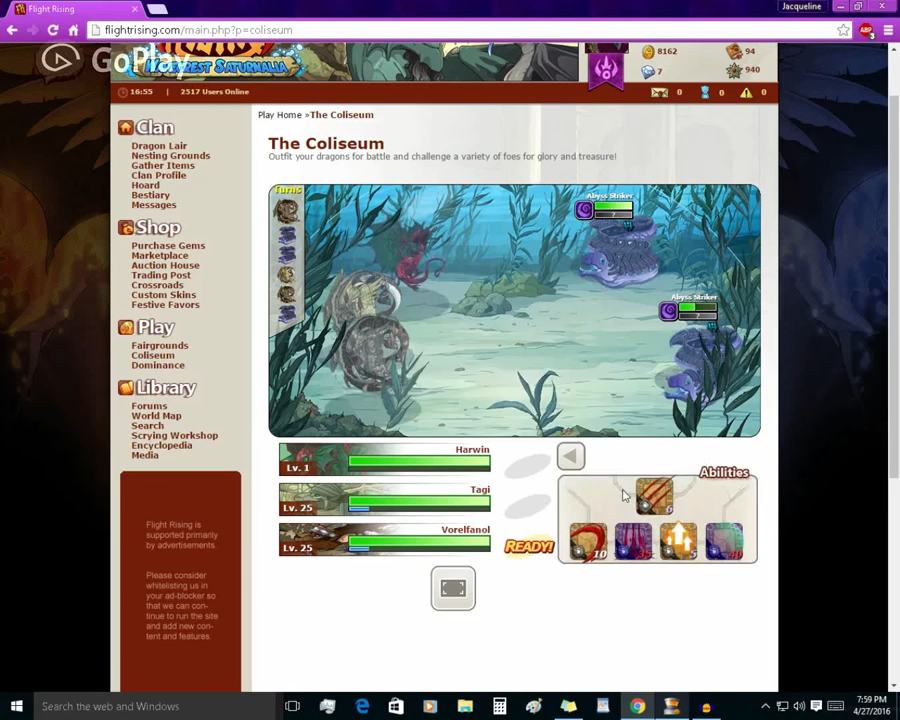 Flight Rising
Jacqueline
flightrising.com/main.php?p=coliseum
ABP
3
GoPlay
SATURNALIA
8162
94
7
940
16:55 | 2517 Users Online
0
0
0
Clan
Dragon Lair
Nesting Grounds
Gather Items
Clan Profile
Hoard
Bestiary
Messages
Shop
Purchase Gems
Marketplace
Auction House
Trading Post
Crossroads
Custom Skins
Festive Favors
Play
Fairgrounds
Coliseum
Dominance
Library
Forums
World Map
Search
Scrying Workshop
Encyclopedia
Media
Flight Rising is
supported primarily
by advertisements.
Please consider
whitelisting us in
your ad-blocker so
that we can con-
tinue to run the site
and add new con-
tent and features.
Play Home »The Coliseum
The Coliseum
Outfit your dragons for battle and challenge a variety of foes for glory and treasure!
Turns
Abyss Striker
Abyss Striker
Harwin
Lv. 1
Tagi
Lv. 25
Vorelfanol
Lv. 25
READY!
Abilities
10
35
5
40
Search the web and Windows
7:59 PM
4/27/2016